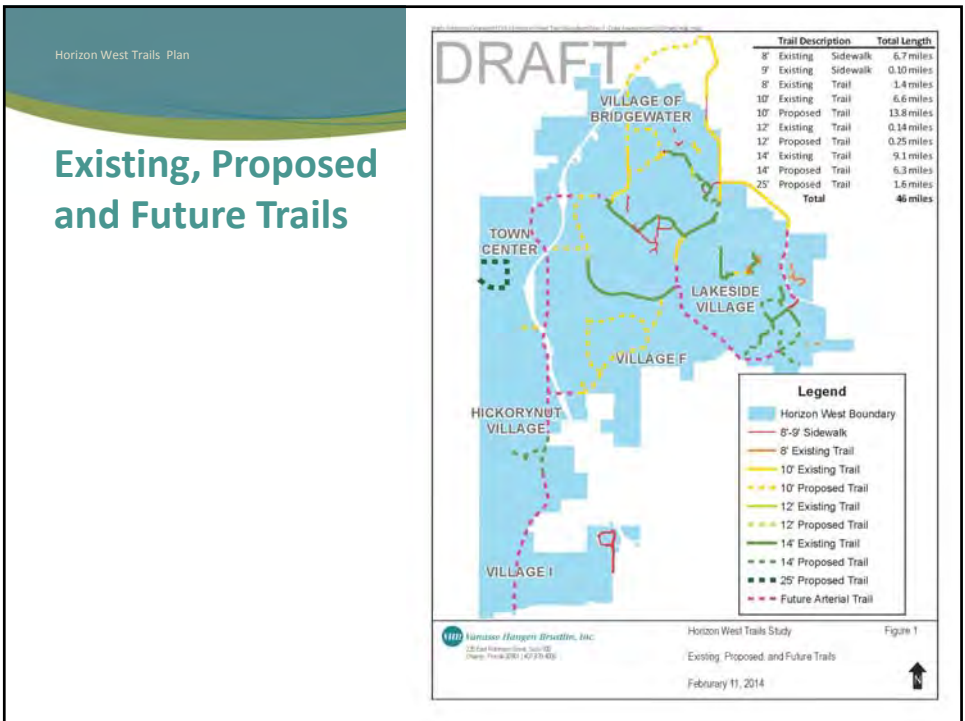 Horizon West Trails Plan
Existing, Proposed
and Future Trails
DRAFT
Trail Description Total Length
8' Existing Sidewalk 6.7 miles
9' Existing Sidewalk 0.10 miles
8' Existing Trail 1.4 miles
10' Existing Trail 6.6 miles
10' Proposed Trail 13.8 miles
12' Existing Trail 0.14 miles
12' Proposed Trail 0.25 miles
14' Existing Trail 9.1 miles
14' Proposed Trail 6.3 miles
25' Proposed Trail 1.6 miles
Total 46 miles
VILLAGE OF
BRIDGEWATER
TOWN
CENTER
LAKESIDE
VILLAGE
VILLAGE F
HICKORYNUT
VILLAGE
VILLAGE I
Legend
Horizon West Boundary
8'-9' Sidewalk
8' Existing Trail
10' Existing Trail
10' Proposed Trail
12' Existing Trail
12' Proposed Trail
14' Existing Trail
14' Proposed Trail
25' Proposed Trail
Future Arterial Trail
Vanasse Hangen Brustlin, Inc.
Horizon West Trails Study Figure 1
Existing, Proposed, and Future Trails
Februrary 11, 2014
N